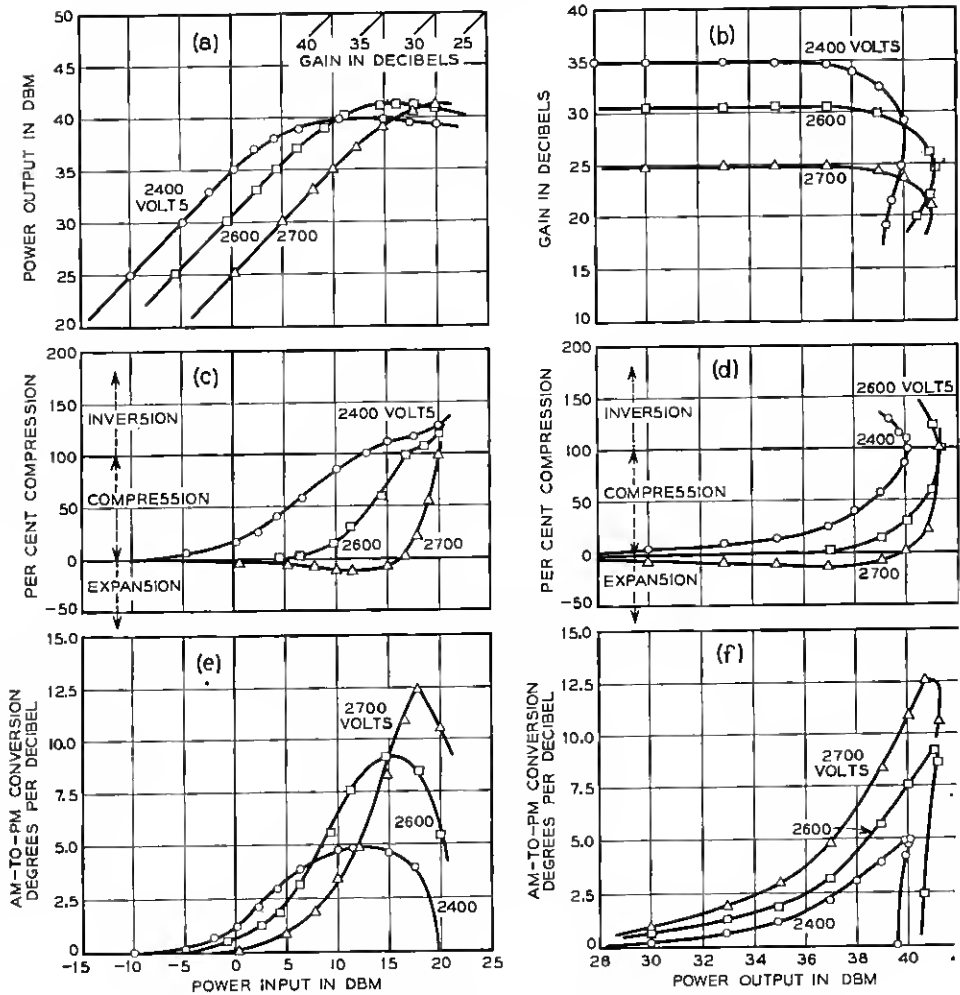 (a)
40 35 30 25
GAIN IN DECIBELS
50
45
40
35
30
25
20
POWER OUTPUT IN DBM
2400
VOLTS
2600
2700
(b)
2400 VOLTS
2600
2700
40
35
30
25
20
15
10
GAIN IN DECIBELS
(c)
200
150
100
50
0
-50
PER CENT COMPRESSION
INVERSION
COMPRESSION
EXPANSION
2400 VOLTS
2600
2700
(d)
200
150
100
50
0
-50
PER CENT COMPRESSION
INVERSION
COMPRESSION
EXPANSION
2600 VOLTS
2400
2700
(e)
15.0
12.5
10.0
7.5
5.0
2.5
0
AM-TO-PM CONVERSION
DEGREES PER DECIBEL
2700
VOLTS
2600
2400
-15 -10 -5 0 5 10 15 20 25
POWER INPUT IN DBM
(f)
15.0
12.5
10.0
7.5
5.0
2.5
0
AM-TO-PM CONVERSION
DEGREES PER DECIBEL
2700
VOLTS
2600
2400
28 30 32 34 36 38 40
POWER OUTPUT IN DBM